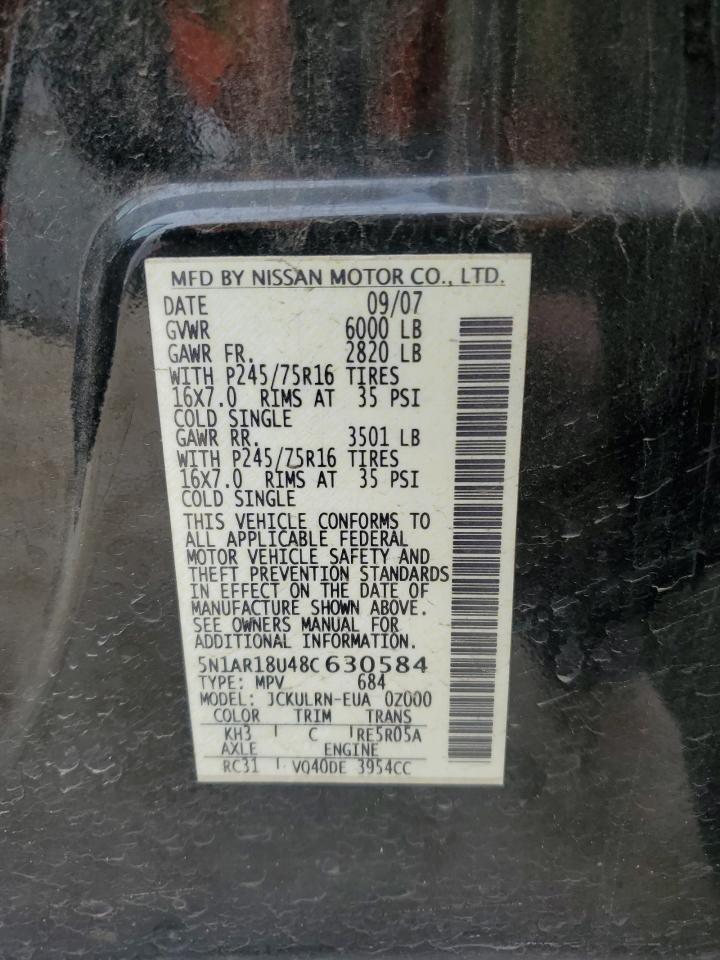 MFD BY NISSAN MOTOR CO., LTD.
DATE 09/07
GVWR 6000 LB
GAWR FR. 2820 LB
WITH P245/75R16 TIRES
16X7.0 RIMS AT 35 PSI
COLD SINGLE
GAWR RR. 3501 LB
WITH P245/75R16 TIRES
16X7.0 RIMS AT 35 PSI
COLD SINGLE
THIS VEHICLE CONFORMS TO
ALL APPLICABLE FEDERAL
MOTOR VEHICLE SAFETY AND
THEFT PREVENTION STANDARDS
IN EFFECT ON THE DATE OF
MANUFACTURE SHOWN ABOVE.
SEE OWNERS MANUAL FOR
ADDITIONAL INFORMATION.
5N1AR18U48C630584
TYPE: MPV 684
MODEL: JCKULRN-EUA 0Z000
COLOR TRIM TRANS
KH3 C RE5R05A
AXLE ENGINE
RC31 VQ40DE 3954CC